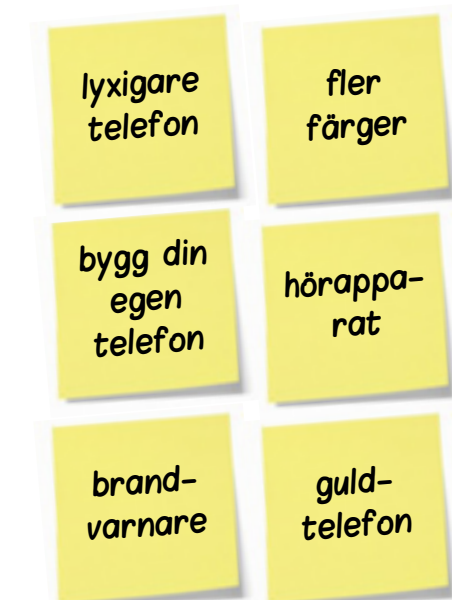 lyxigare
telefon
fler
färger
bygg din
egen
telefon
hörappa-
rat
brand-
varnare
guld-
telefon